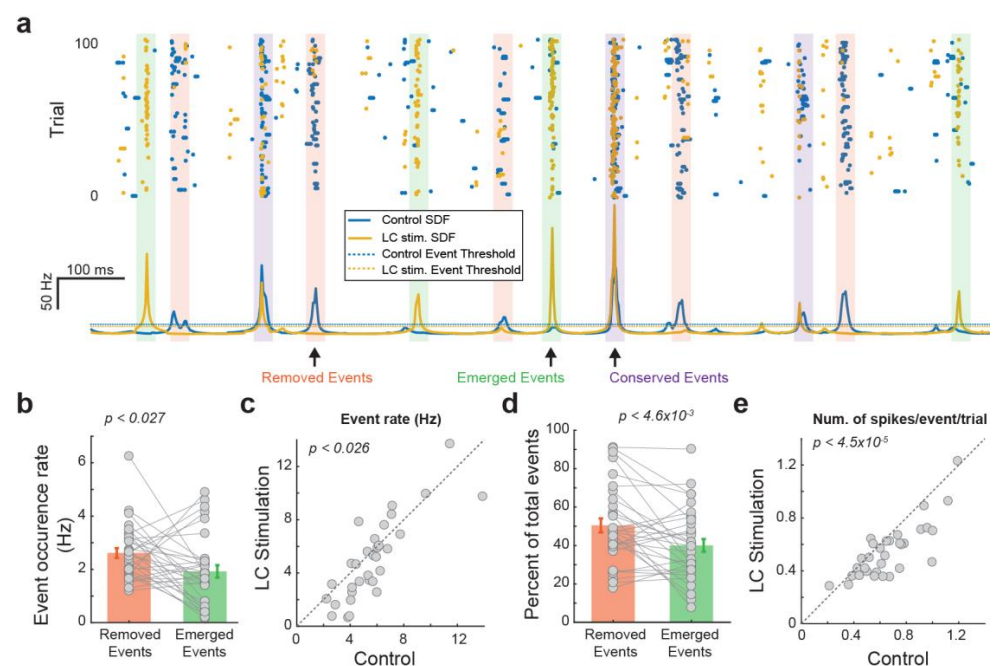 a
100
Trial
0
Control SDF
LC stim. SDF
Control Event Threshold
LC stim. Event Threshold
100 ms
50 Hz
Removed Events
Emerged Events
Conserved Events
b
p < 0.027
Event occurence rate
(Hz)
6
4
2
0
Removed
Events
Emerged
Events
c
Event rate (Hz)
p < 0.026
LC Stimulation
12
8
4
0
0
4
8
12
Control
d
p < 4.6x10-3
Percent of total events
100
90
80
70
60
50
40
30
20
10
0
Removed
Events
Emerged
Events
e
Num. of spikes/event/trial
p < 4.5x10-5
LC Stimulation
1.2
0.8
0.4
0
0
0.4
0.8
1.2
Control